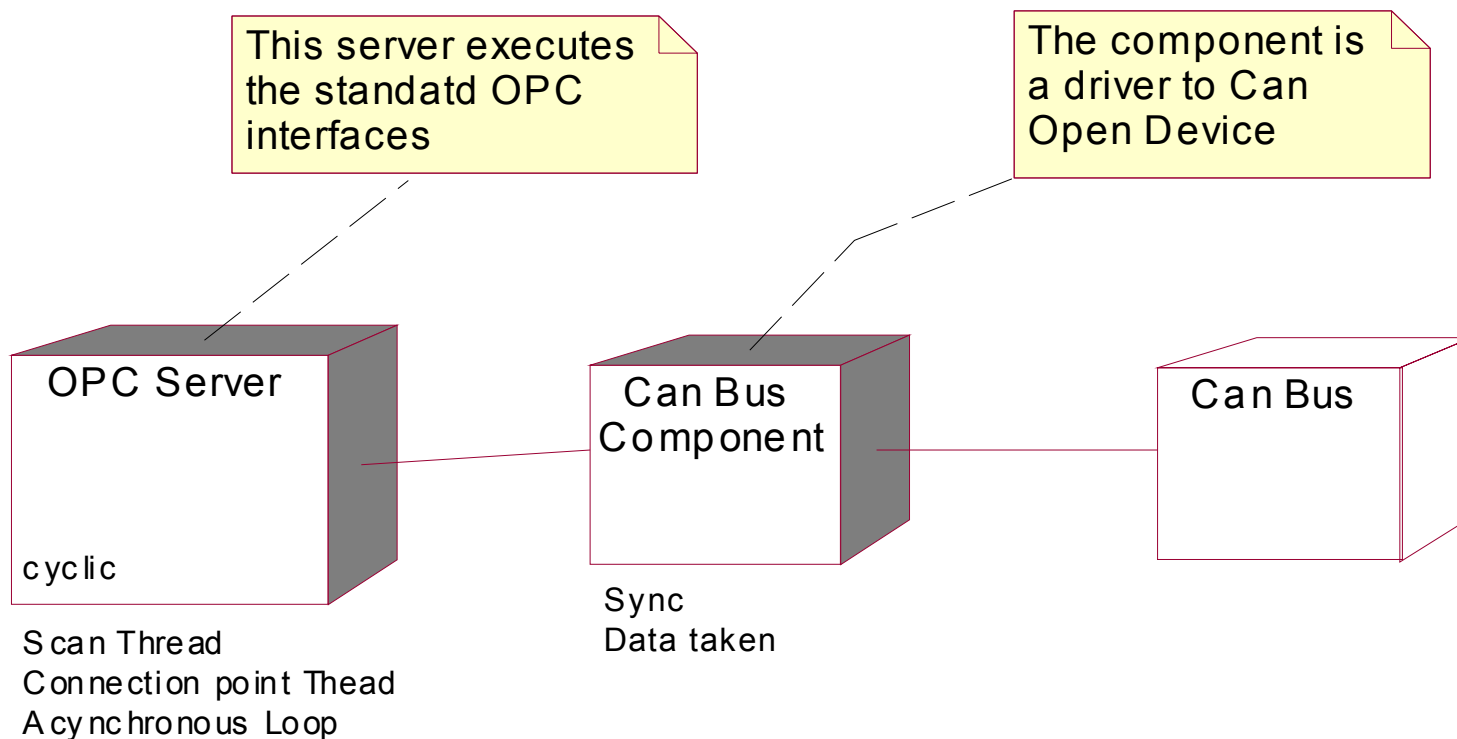 This server executes
the standatd OPC
interfaces
The component is
a driver to Can
Open Device
OPC Server
cyclic
Scan Thread
Connection point Thead
Acynchronous Loop
Can Bus
Component
Sync
Data taken
Can Bus